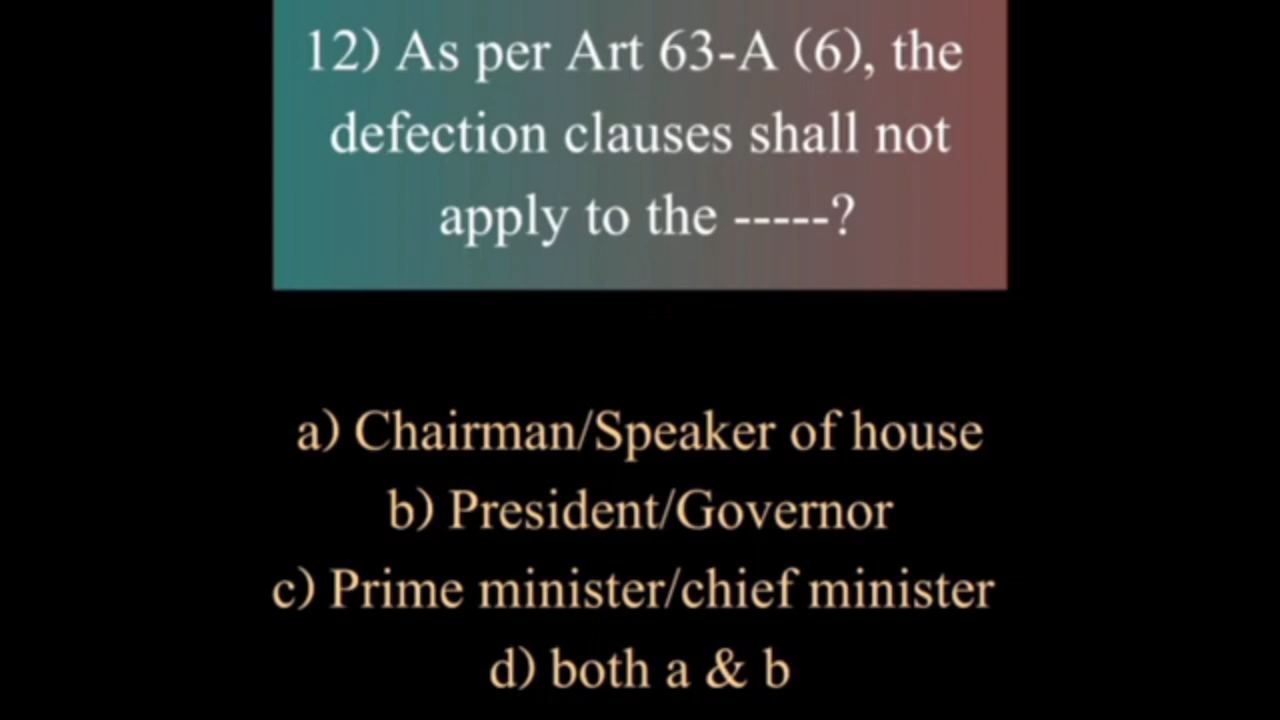 12) As per Art 63-A (6), the
defection clauses shall not
apply to the -----?
a) Chairman/Speaker of house
b) President/Governor
c) Prime minister/chief minister
d) both a & b